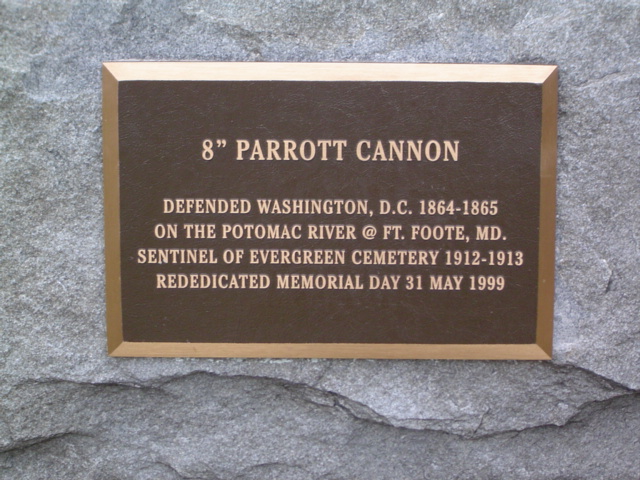 8” PARROTT CANNON
DEFENDED WASHINGTON, D.C. 1864-1865
ON THE POTOMAC RIVER @ FT. FOOTE, MD.
SENTINEL OF EVERGREEN CEMETERY 1912-1913
REDEDICATED MEMORIAL DAY 31 MAY 1999